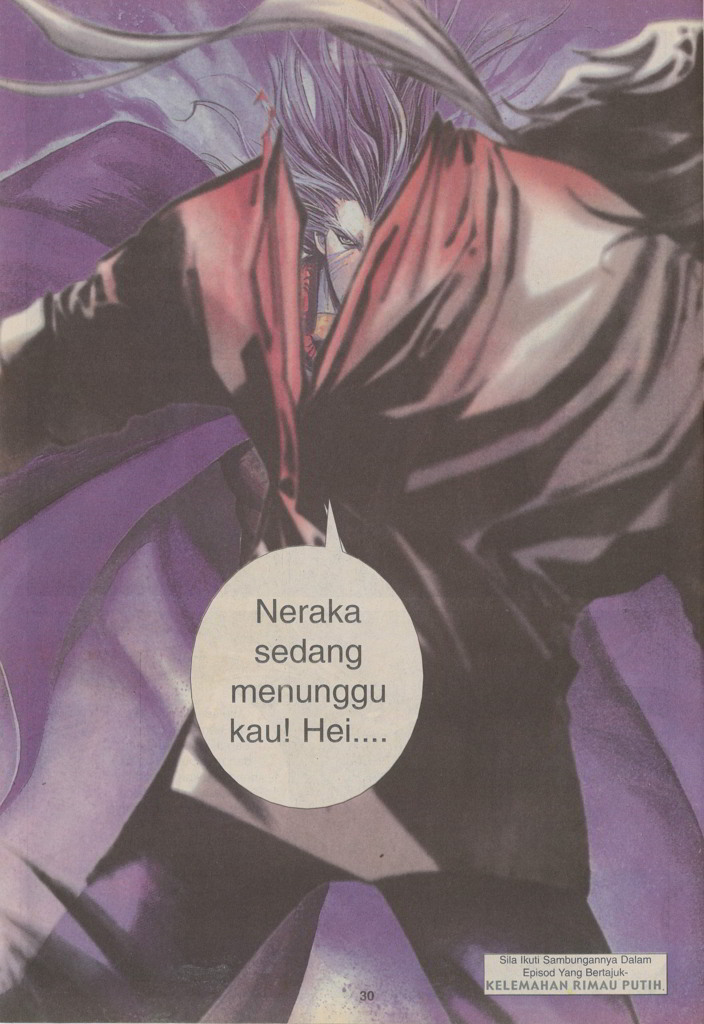 Neraka
sedang
menunggu
kau! Hei....
Sila Ikuti Sambungannya Dalam
Episod Yang Bertajuk-
KELEMAHAN RIMAU PUTIH.
30